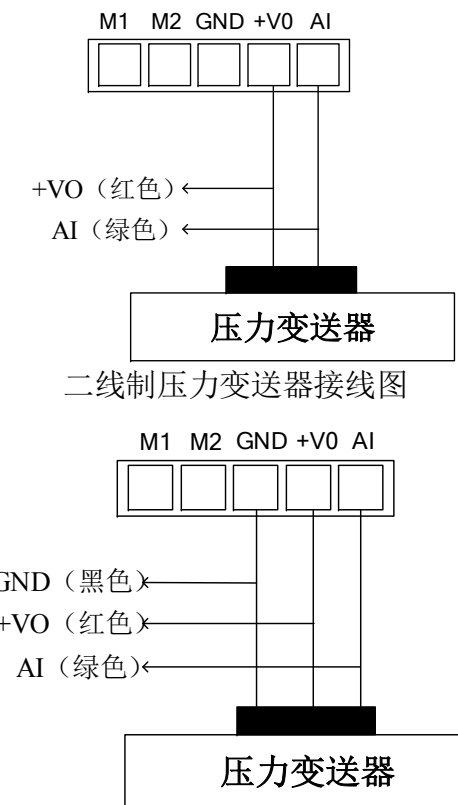 M1 M2 GND +V0 AI
+VO（红色）
AI（绿色）
压力变送器
二线制压力变送器接线图
M1 M2 GND +V0 AI
GND（黑色）
+VO（红色）
AI（绿色）
压力变送器